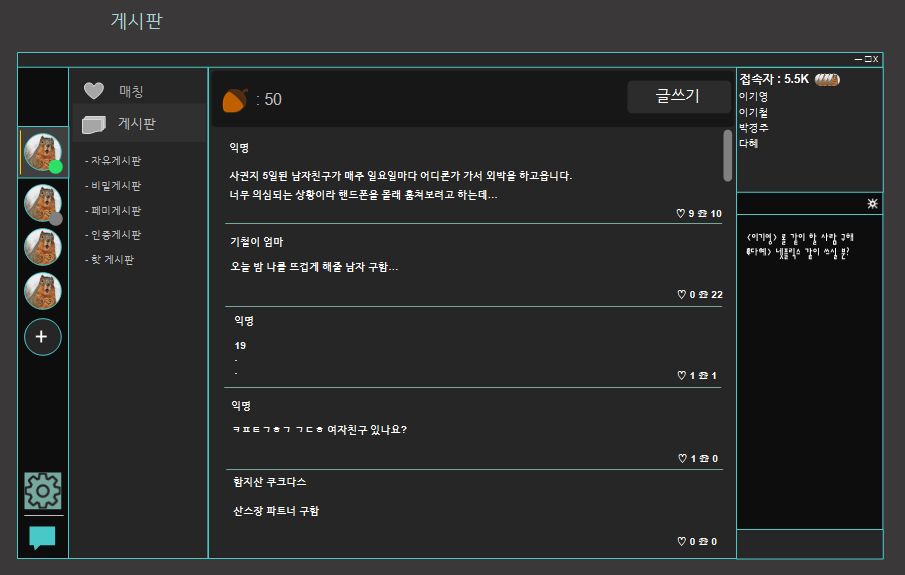 게시판
매칭
게시판
- 자유게시판
- 비밀게시판
- 페미게시판
- 인증게시판
- 핫 게시판
: 50
글쓰기
익명
사귄지 5일된 남자친구가 매주 일요일마다 어디론가 가서 외박을 하고옵니다.
너무 의심되는 상황이라 핸드폰을 몰래 훔쳐보려고 하는데...
♡ 9 ☎ 10
기철이 엄마
오늘 밤 나를 뜨겁게 해줄 남자 구함...
♡ 0 ☎ 22
익명
19
.
.
♡ 1 ☎ 1
익명
ㅋㅍㅌㄱㅎㄱ ㄱㄷㅎ 여자친구 있나요?
♡ 1 ☎ 0
함지산 쿠크다스
산스장 파트너 구함
♡ 0 ☎ 0
접속자 : 5.5K
이기영
이기철
박경주
다혜
<이기영> 롤 같이 할 사람 구해
<다혜> 넷플릭스 같이 쓰실 분?